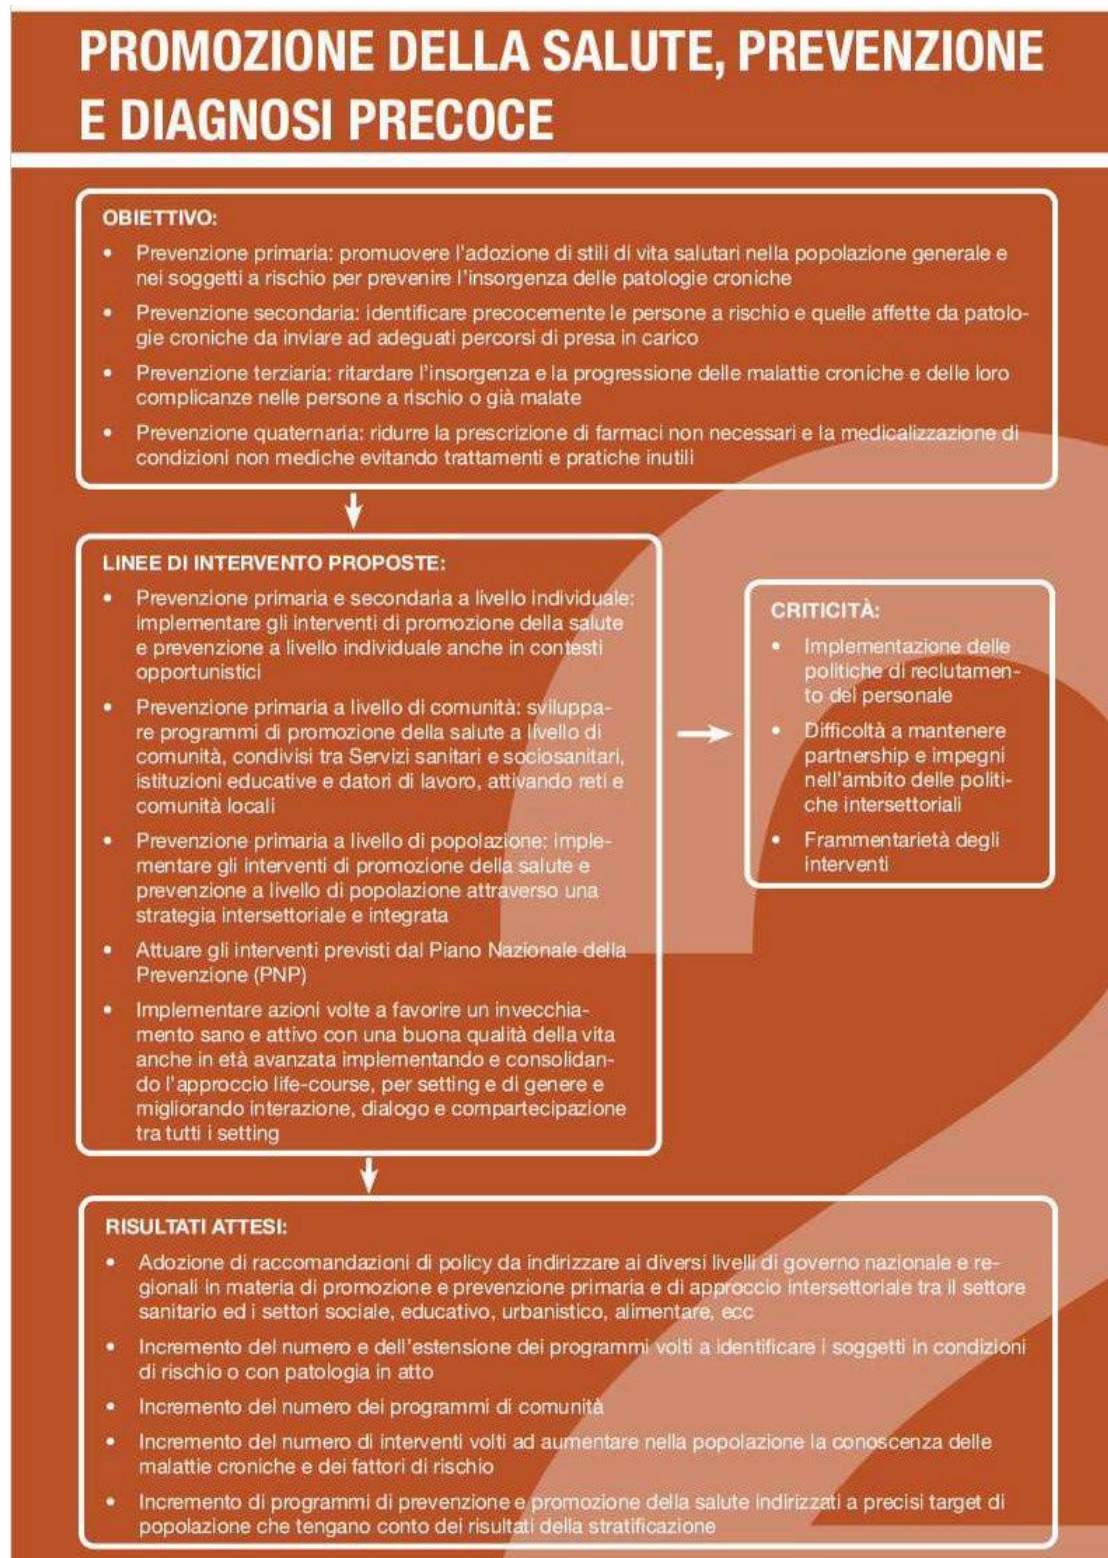 PROMOZIONE DELLA SALUTE, PREVENZIONE
E DIAGNOSI PRECOCE
OBIETTIVO:
• Prevenzione primaria: promuovere l'adozione di stili di vita salutari nella popolazione generale e
nei soggetti a rischio per prevenire l'insorgenza delle patologie croniche
• Prevenzione secondaria: identificare precocemente le persone a rischio e quelle affette da patolo-
gie croniche da inviare ad adeguati percorsi di presa in carico
• Prevenzione terziaria: ritardare l'insorgenza e la progressione delle malattie croniche e delle loro
complicanze nelle persone a rischio o già malate
• Prevenzione quaternaria: ridurre la prescrizione di farmaci non necessari e la medicalizzazione di
condizioni non mediche evitando trattamenti e pratiche inutili
LINEE DI INTERVENTO PROPOSTE:
• Prevenzione primaria e secondaria a livello individuale:
implementare gli interventi di promozione della salute
e prevenzione a livello individuale anche in contesti
opportunistici
• Prevenzione primaria a livello di comunità: sviluppa-
re programmi di promozione della salute a livello di
comunità, condivisi tra Servizi sanitari e sociosanitari,
istituzioni educative e datori di lavoro, attivando reti e
comunità locali
• Prevenzione primaria a livello di popolazione: imple-
mentare gli interventi di promozione della salute e
prevenzione a livello di popolazione attraverso una
strategia intersettoriale e integrata
• Attuare gli interventi previsti dal Piano Nazionale della
Prevenzione (PNP)
• Implementare azioni volte a favorire un invecchia-
mento sano e attivo con una buona qualità della vita
anche in età avanzata implementando e consolidan-
do l'approccio life-course, per setting e di genere e
migliorando interazione, dialogo e compartecipazione
tra tutti i setting
CRITICITÀ:
• Implementazione delle
politiche di reclutamen-
to del personale
• Difficoltà a mantenere
partnership e impegni
nell'ambito delle politi-
che intersettoriali
• Frammentarietà degli
interventi
RISULTATI ATTESI:
• Adozione di raccomandazioni di policy da indirizzare ai diversi livelli di governo nazionale e re-
gionali in materia di promozione e prevenzione primaria e di approccio intersettoriale tra il settore
sanitario ed i settori sociale, educativo, urbanistico, alimentare, ecc
• Incremento del numero e dell'estensione dei programmi volti a identificare i soggetti in condizioni
di rischio o con patologia in atto
• Incremento del numero dei programmi di comunità
• Incremento del numero di interventi volti ad aumentare nella popolazione la conoscenza delle
malattie croniche e dei fattori di rischio
• Incremento di programmi di prevenzione e promozione della salute indirizzati a precisi target di
popolazione che tengano conto dei risultati della stratificazione